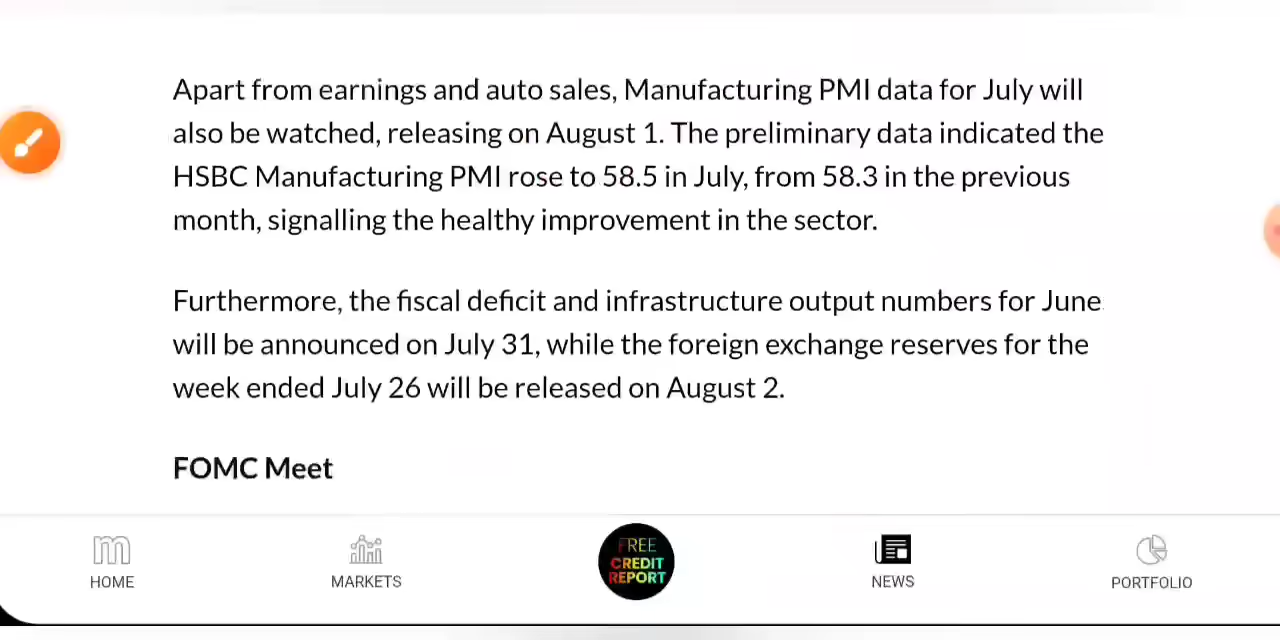 Apart from earnings and auto sales, Manufacturing PMI data for July will
also be watched, releasing on August 1. The preliminary data indicated the
HSBC Manufacturing PMI rose to 58.5 in July, from 58.3 in the previous
month, signalling the healthy improvement in the sector.
Furthermore, the fiscal deficit and infrastructure output numbers for June
will be announced on July 31, while the foreign exchange reserves for the
week ended July 26 will be released on August 2.
FOMC Meet
m
HOME
MARKETS
FREE
CREDIT
REPORT
NEWS
PORTFOLIO